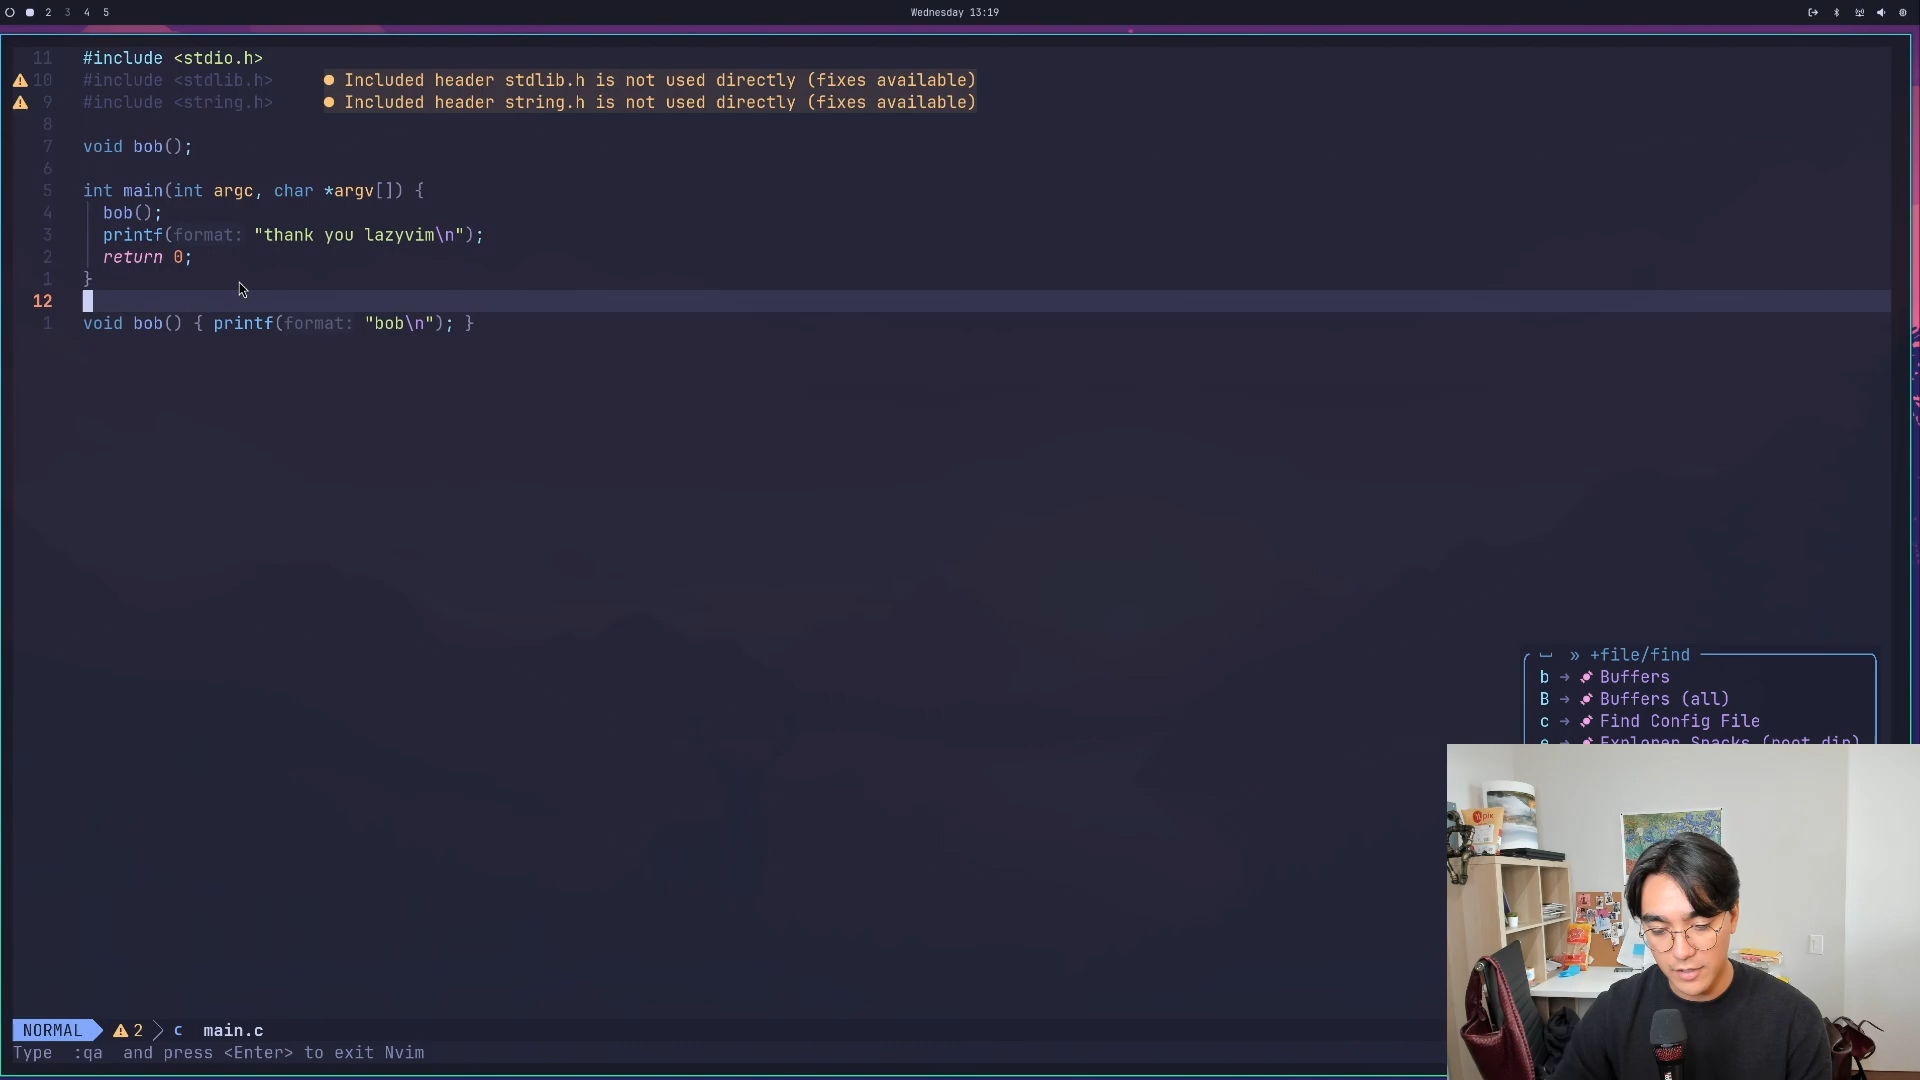 2 3 4 5
Wednesday 13:19
11 #include <stdio.h>
10 #include <stdlib.h> ● Included header stdlib.h is not used directly (fixes available)
9 #include <string.h> ● Included header string.h is not used directly (fixes available)
8
7 void bob();
6
5 int main(int argc, char *argv[]) {
4 bob();
3 printf(format: "thank you lazyvim\n");
2 return 0;
1 }
12
1 void bob() { printf(format: "bob\n"); }
» +file/find
b → Buffers
B → Buffers (all)
c → Find Config File
e → Explorer Snacks (root dir)
NORMAL 2 C main.c
Type :qa and press <Enter> to exit Nvim